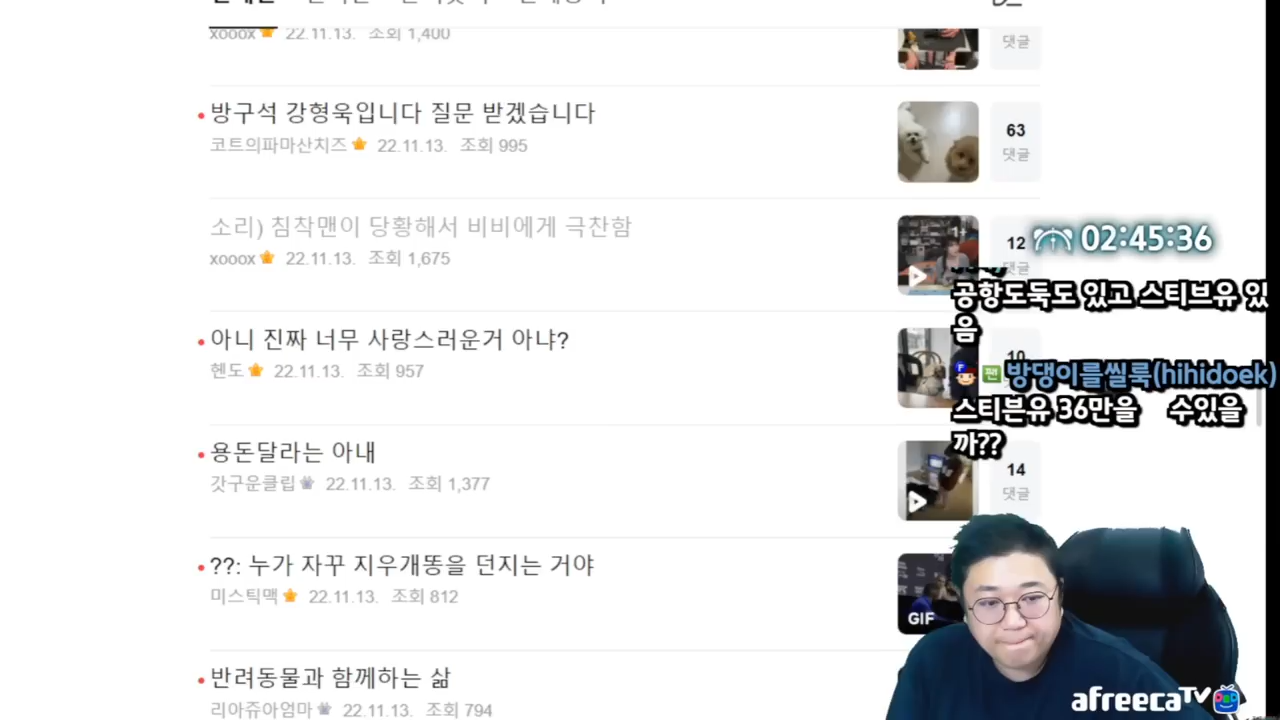 xooox 22.11.13. 조회 1,400
댓글
방구석 강형욱입니다 질문 받겠습니다
코트의파마산치즈 22.11.13. 조회 995
63
댓글
소리) 침착맨이 당황해서 비비에게 극찬함
xooox 22.11.13. 조회 1,675
12
댓글
02:45:36
공항도둑도 있고 스티브유 있
음
아니 진짜 너무 사랑스러운거 아냐?
헨도 22.11.13. 조회 957
10
팬 방댕이를씰룩(hihidoek)
스티븐유 36만을 수있을
까??
용돈달라는 아내
갓구운클립 22.11.13. 조회 1,377
14
댓글
??: 누가 자꾸 지우개똥을 던지는 거야
미스틱맥 22.11.13. 조회 812
GIF
반려동물과 함께하는 삶
리아쥬아엄마 22.11.13. 조회 794
afreecaTV